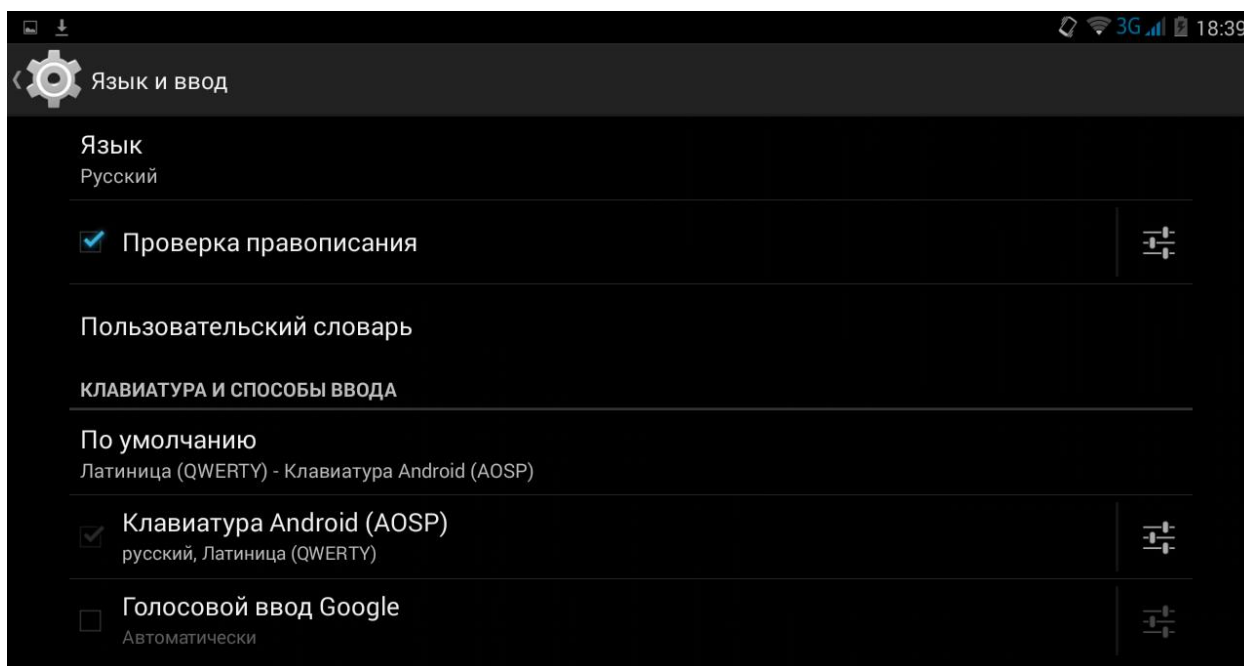 3G 18:39
Язык и ввод
Язык
Русский
Проверка правописания
Пользовательский словарь
КЛАВИАТУРА И СПОСОБЫ ВВОДА
По умолчанию
Латиница (QWERTY) - Клавиатура Android (AOSP)
Клавиатура Android (AOSP)
русский, Латиница (QWERTY)
Голосовой ввод Google
Автоматически